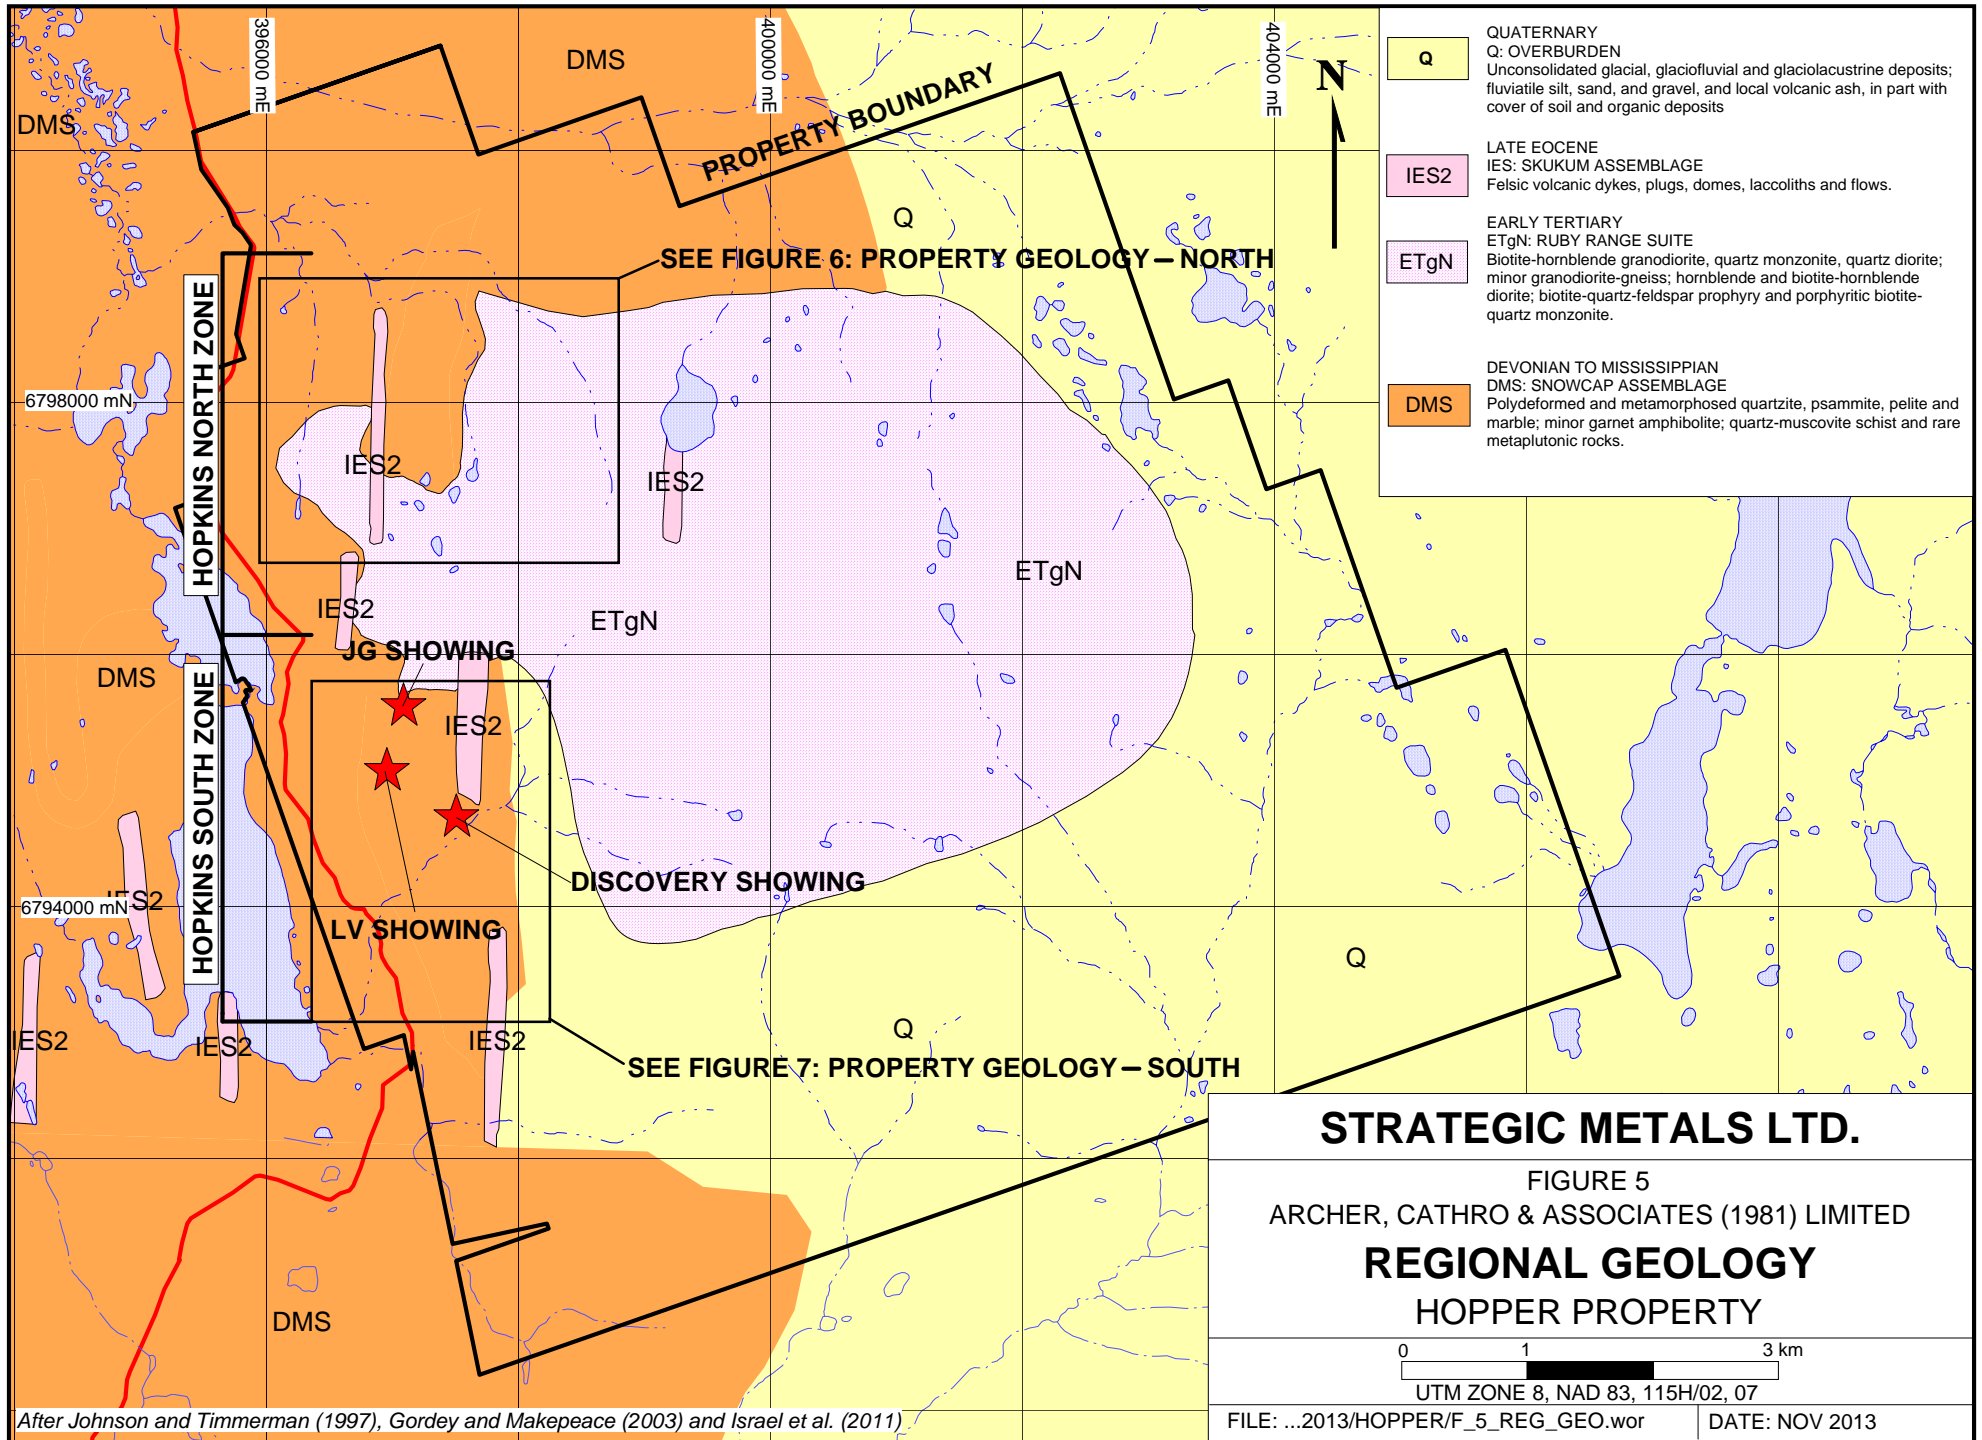 396000 mE
400000 mE
404000 mE
N
DMS
DMS
PROPERTY BOUNDARY
Q
SEE FIGURE 6: PROPERTY GEOLOGY – NORTH
HOPKINS NORTH ZONE
6798000 mN
IES2
IES2
ETgN
IES2
ETgN
JG SHOWING
DMS
HOPKINS SOUTH ZONE
IES2
DISCOVERY SHOWING
IES2
6794000 mN
LV SHOWING
Q
Q
IES2
IES2
IES2
SEE FIGURE 7: PROPERTY GEOLOGY – SOUTH
DMS
After Johnson and Timmerman (1997), Gordey and Makepeace (2003) and Israel et al. (2011)
Q
QUATERNARY
Q: OVERBURDEN
Unconsolidated glacial, glaciofluvial and glaciolacustrine deposits;
fluviatile silt, sand, and gravel, and local volcanic ash, in part with
cover of soil and organic deposits
IES2
LATE EOCENE
IES: SKUKUM ASSEMBLAGE
Felsic volcanic dykes, plugs, domes, laccoliths and flows.
ETgN
EARLY TERTIARY
ETgN: RUBY RANGE SUITE
Biotite-hornblende granodiorite, quartz monzonite, quartz diorite;
minor granodiorite-gneiss; hornblende and biotite-hornblende
diorite; biotite-quartz-feldspar prophyry and porphyritic biotite-
quartz monzonite.
DMS
DEVONIAN TO MISSISSIPPIAN
DMS: SNOWCAP ASSEMBLAGE
Polydeformed and metamorphosed quartzite, psammite, pelite and
marble; minor garnet amphibolite; quartz-muscovite schist and rare
metaplutonic rocks.
STRATEGIC METALS LTD.
FIGURE 5
ARCHER, CATHRO & ASSOCIATES (1981) LIMITED
REGIONAL GEOLOGY
HOPPER PROPERTY
0 1 3 km
UTM ZONE 8, NAD 83, 115H/02, 07
FILE: ...2013/HOPPER/F_5_REG_GEO.wor
DATE: NOV 2013